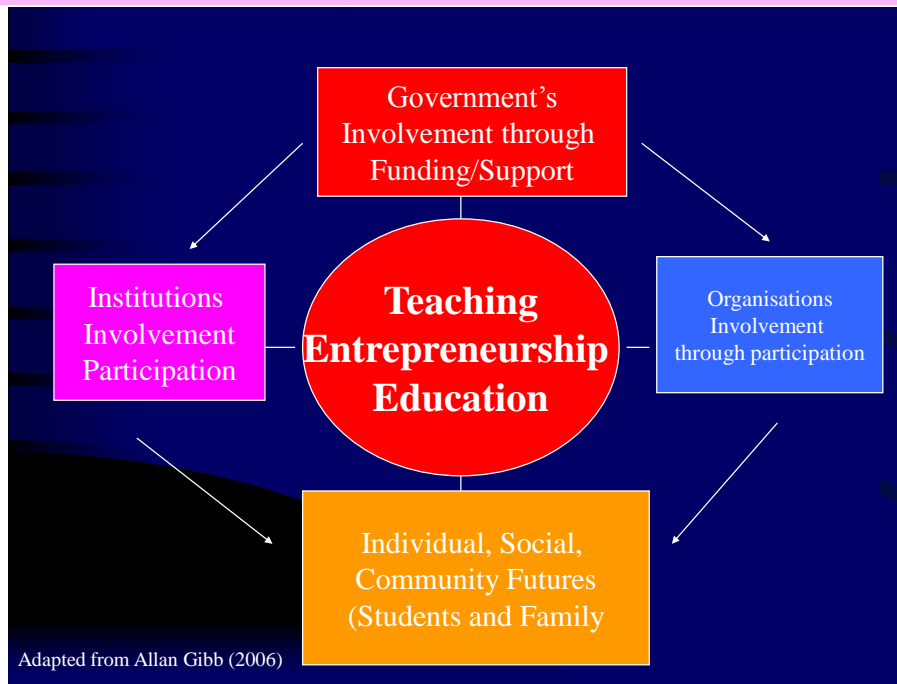 Government's
Involvement through
Funding/Support
Institutions
Involvement
Participation
Teaching
Entrepreneurship
Education
Organisations
Involvement
through participation
Individual, Social,
Community Futures
(Students and Family
Adapted from Allan Gibb (2006)